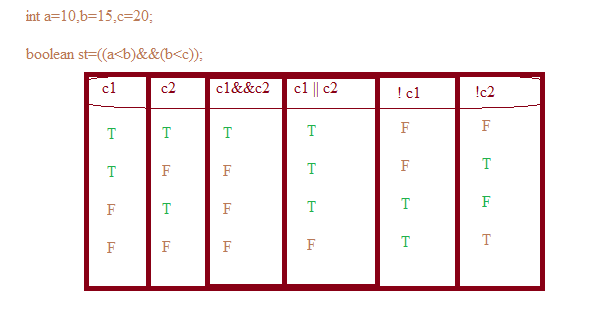 int a=10,b=15,c=20;
boolean st=((a<b)&&(b<c));
c1 c2 c1&&c2 c1 || c2 ! c1 !c2
T T T T F F
T F F T F T
F T F T T F
F F F F T T